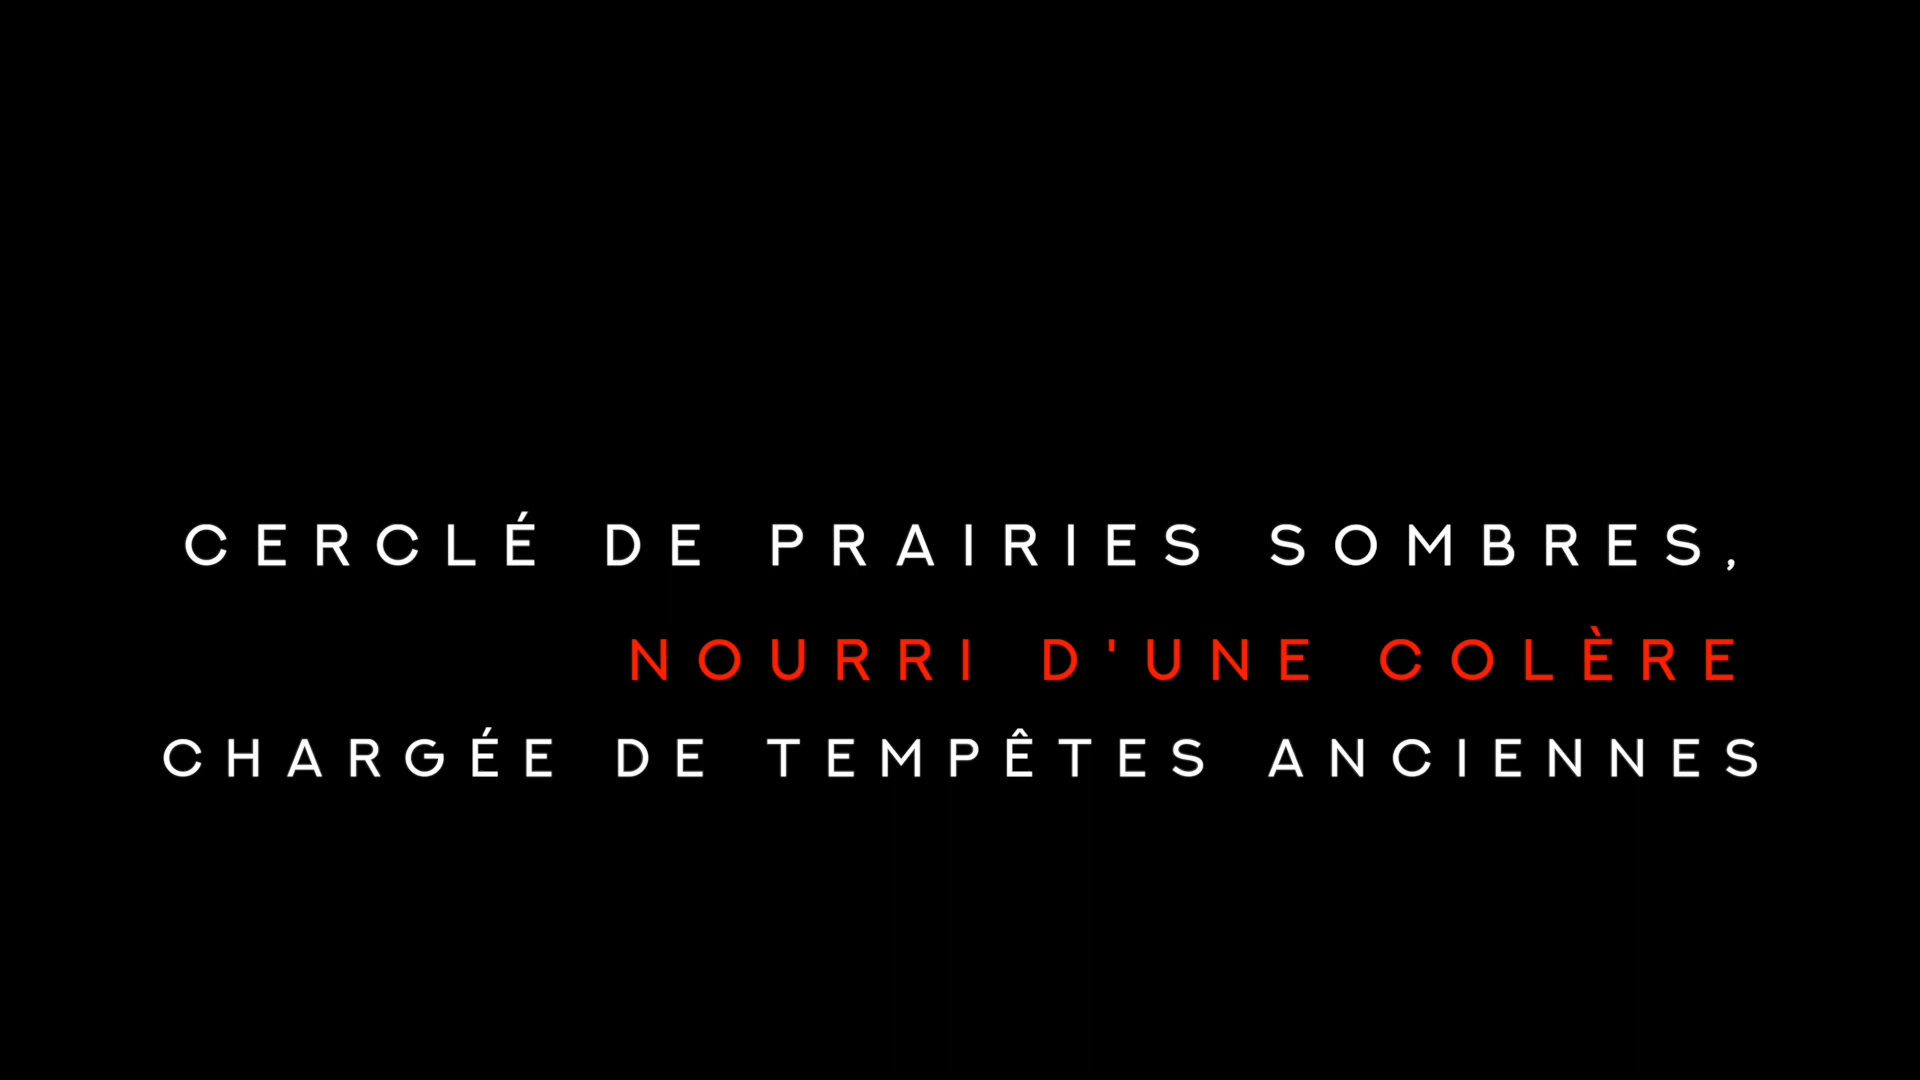 CERCLÉ DE PRAIRIES SOMBRES,
NOURRI D'UNE COLÈRE
CHARGÉE DE TEMPÊTES ANCIENNES